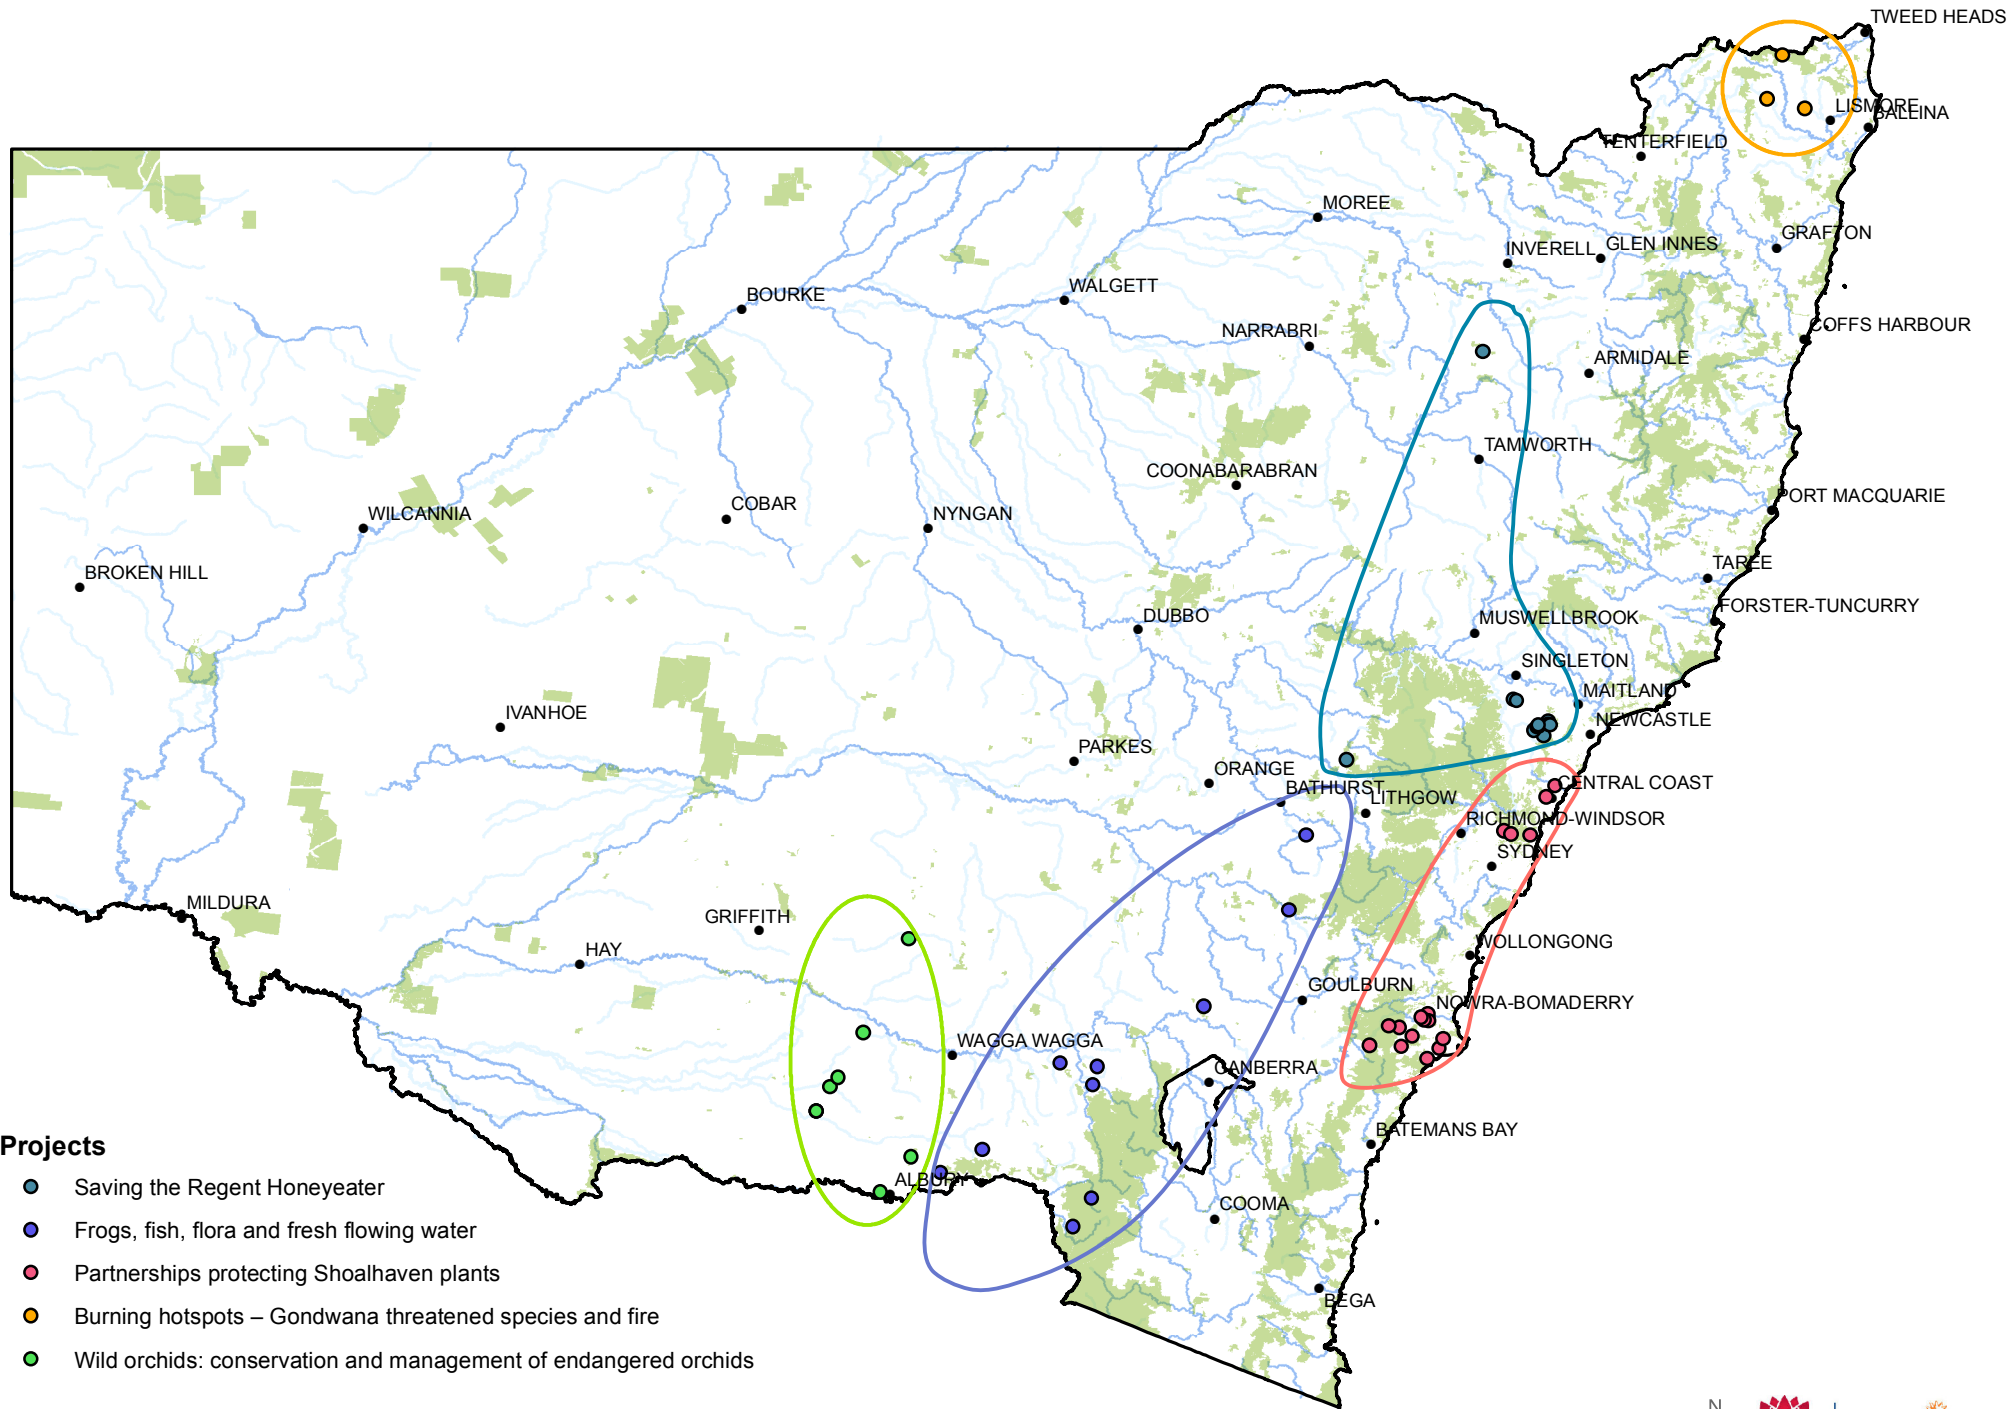 TWEED HEADS
LISMORE
BALLINA
TENTERFIELD
MOREE
GRAFTON
INVERELL
GLEN INNES
WALGETT
BOURKE
NARRABRI
COFFS HARBOUR
ARMIDALE
TAMWORTH
COONABARABRAN
PORT MACQUARIE
COBAR
WILCANNIA
NYNGAN
TAREE
BROKEN HILL
FORSTER-TUNCURRY
DUBBO
MUSWELLBROOK
SINGLETON
MAITLAND
IVANHOE
NEWCASTLE
PARKES
ORANGE
BATHURST
CENTRAL COAST
LITHGOW
RICHMOND-WINDSOR
SYDNEY
MILDURA
GRIFFITH
HAY
WOLLONGONG
GOULBURN
NOWRA-BOMADERRY
WAGGA WAGGA
CANBERRA
BATEMANS BAY
ALBURY
COOMA
BEGA
Projects
Saving the Regent Honeyeater
Frogs, fish, flora and fresh flowing water
Partnerships protecting Shoalhaven plants
Burning hotspots – Gondwana threatened species and fire
Wild orchids: conservation and management of endangered orchids
N